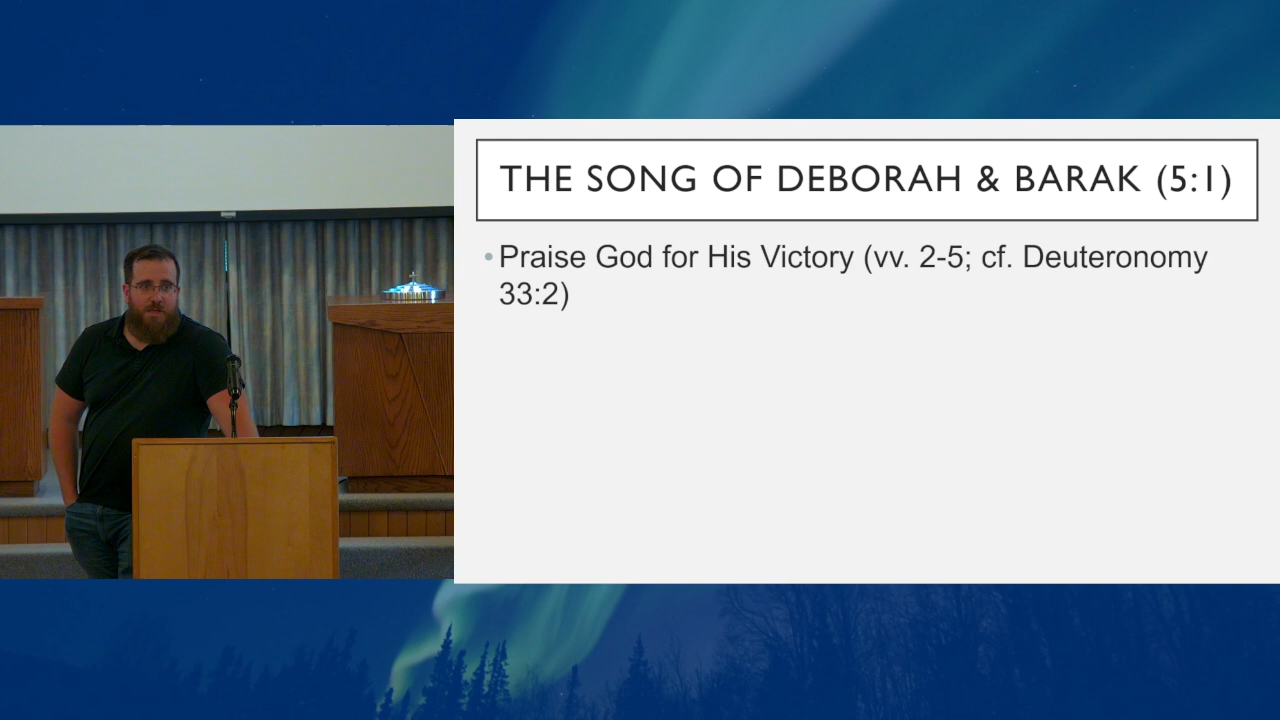 THE SONG OF DEBORAH & BARAK (5:1)
•Praise God for His Victory (vv. 2-5; cf. Deuteronomy
33:2)